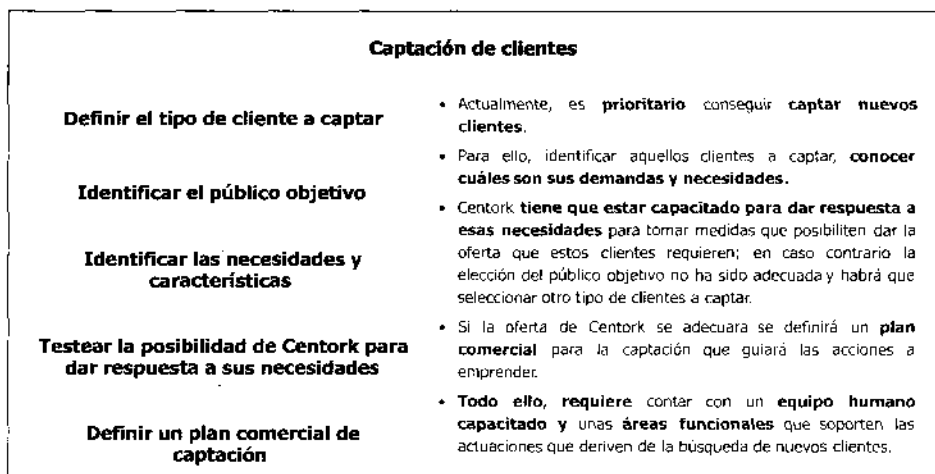 Captación de clientes
Definir el tipo de cliente a captar
Identificar el público objetivo
Identificar las necesidades y
características
Testear la posibilidad de Centork para
dar respuesta a sus necesidades
Definir un plan comercial de
captación
• Actualmente, es prioritario conseguir captar nuevos
clientes.
• Para ello, identificar aquellos clientes a captar, conocer
cuáles son sus demandas y necesidades.
• Centork tiene que estar capacitado para dar respuesta a
esas necesidades para tomar medidas que posibiliten dar la
oferta que estos clientes requieren; en caso contrario la
elección del público objetivo no ha sido adecuada y habrá que
seleccionar otro tipo de clientes a captar.
• Si la oferta de Centork se adecuara se definirá un plan
comercial para la captación que guiará las acciones a
emprender.
• Todo ello, requiere contar con un equipo humano
capacitado y unas áreas funcionales que soporten las
actuaciones que deriven de la búsqueda de nuevos clientes.